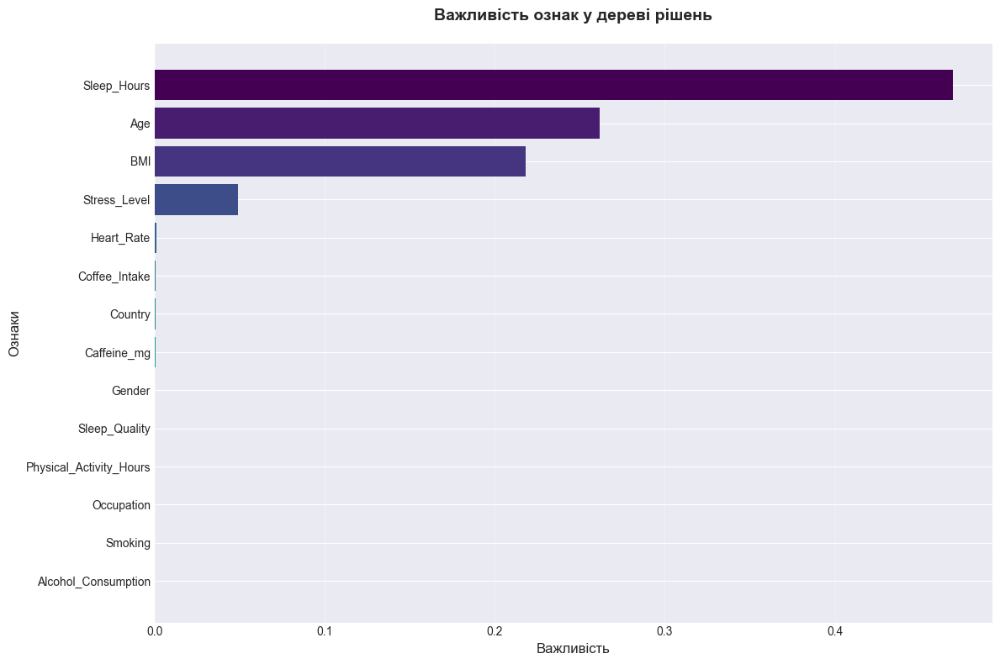 Важливість ознак у дереві рішень
Sleep_Hours
Age
BMI
Stress_Level
Heart_Rate
Coffee_Intake
Country
Caffeine_mg
Gender
Sleep_Quality
Physical_Activity_Hours
Occupation
Smoking
Alcohol_Consumption
Ознаки
0.0 0.1 0.2 0.3 0.4
Важливість